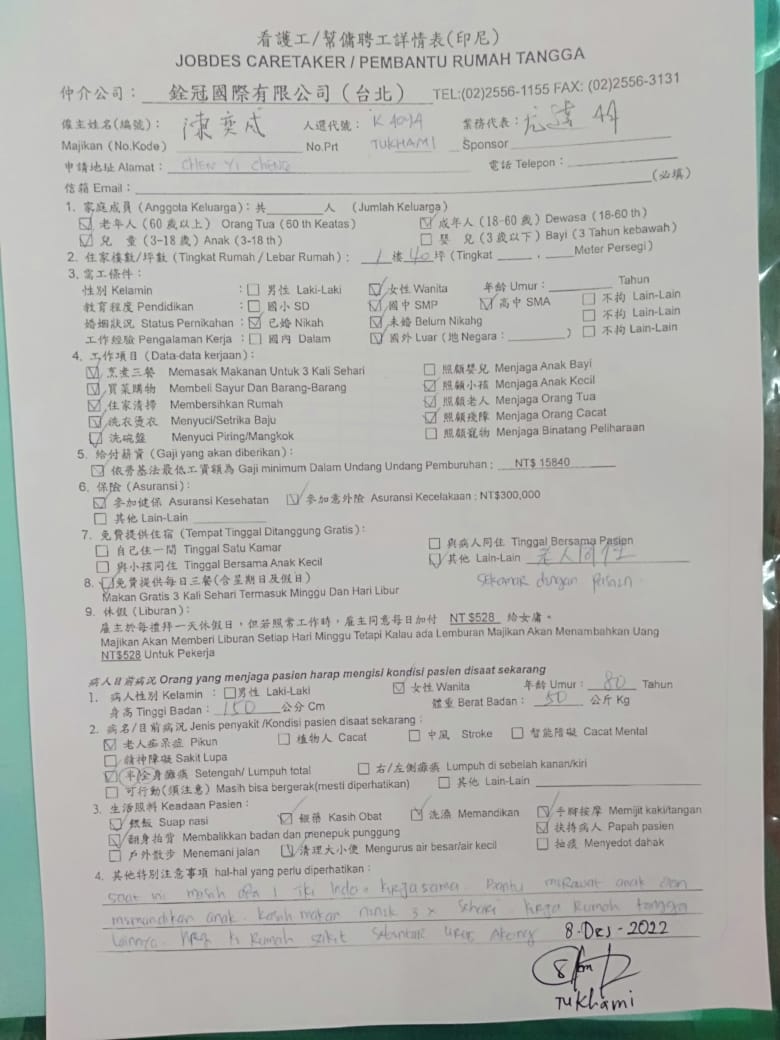 看護工/幫傭聘工詳情表(印尼)
JOBDES CARETAKER / PEMBANTU RUMAH TANGGA
仲介公司： 銓冠國際有限公司（台北） TEL:(02)2556-1155 FAX: (02)2556-3131
僱主姓名(編號)： 陳奕成 人選代號： K 404A 業務代表：
Majikan (No.Kode) No.Prt TUKHAMI Sponsor
申請地址 Alamat： CHEN YI CHENG 電話 Telepon：
信箱 Email： (必填)
1. 家庭成員 (Anggota Keluarga)：共 人 (Jumlah Keluarga)
☑ 老年人 (60 歲以上) Orang Tua (60 th Keatas) ☑ 成年人 (18-60 歲) Dewasa (18-60 th)
☑ 兒 童 (3-18 歲) Anak (3-18 th) ☐ 嬰 兒 (3 歲以下) Bayi (3 Tahun kebawah)
2. 住家樓數/坪數 (Tingkat Rumah / Lebar Rumah)： 1 樓 40 坪 (Tingkat , Meter Persegi)
3. 需工條件：
性別 Kelamin ：☐ 男性 Laki-Laki ☑ 女性 Wanita 年齡 Umur： Tahun
教育程度 Pendidikan ：☐ 國小 SD ☑ 國中 SMP ☑ 高中 SMA ☐ 不拘 Lain-Lain
婚姻狀況 Status Pernikahan ：☑ 已婚 Nikah ☑ 未婚 Belum Nikahg ☐ 不拘 Lain-Lain
工作經驗 Pengalaman Kerja ：☐ 國內 Dalam ☑ 國外 Luar (地 Negara： ) ☐ 不拘 Lain-Lain
4. 工作項目 (Data-data kerjaan)：
☑ 烹煮三餐 Memasak Makanan Untuk 3 Kali Sehari ☐ 照顧嬰兒 Menjaga Anak Bayi
☑ 買菜購物 Membeli Sayur Dan Barang-Barang ☑ 照顧小孩 Menjaga Anak Kecil
☑ 住家清掃 Membersihkan Rumah ☑ 照顧老人 Menjaga Orang Tua
☑ 洗衣燙衣 Menyuci/Setrika Baju ☑ 照顧殘障 Menjaga Orang Cacat
☑ 洗碗盤 Menyuci Piring/Mangkok ☐ 照顧寵物 Menjaga Binatang Peliharaan
5. 給付薪資 (Gaji yang akan diberikan)：
☑ 依勞基法最低工資額為 Gaji minimum Dalam Undang Undang Pemburuhan： NT$ 15840
6. 保險 (Asuransi)：
☑ 參加健保 Asuransi Kesehatan ☑ 參加意外險 Asuransi Kecelakaan：NT$300,000
☐ 其他 Lain-Lain
7. 免費提供住宿 (Tempat Tinggal Ditanggung Gratis)：
☐ 自己住一間 Tinggal Satu Kamar ☐ 與病人同住 Tinggal Bersama Pasien
☐ 與小孩同住 Tinggal Bersama Anak Kecil ☑ 其他 Lain-Lain 老人同住
8. ☑免費提供每日三餐(含星期日及假日) sekamar dengan pasien
Makan Gratis 3 Kali Sehari Termasuk Minggu Dan Hari Libur
9. 休假 (Liburan)：
雇主於每禮拜一天休假日，但若照常工作時，雇主同意每日加付 NT $528 給女傭。
Majikan Akan Memberi Liburan Setiap Hari Minggu Tetapi Kalau ada Lemburan Majikan Akan Menambahkan Uang
NT$528 Untuk Pekerja
病人目前病況 Orang yang menjaga pasien harap mengisi kondisi pasien disaat sekarang
1. 病人性別 Kelamin ：☐男性 Laki-Laki ☑ 女性 Wanita 年齡 Umur： 80 Tahun
身高 Tinggi Badan： 150 公分 Cm 體重 Berat Badan： 50 公斤 Kg
2. 病名/目前病況 Jenis penyakit /Kondisi pasien disaat sekarang：
☑ 老人痴呆症 Pikun ☐ 植物人 Cacat ☐ 中風 Stroke ☐ 智能障礙 Cacat Mental
☐ 精神障礙 Sakit Lupa
☑ 半/全身癱瘓 Setengah/ Lumpuh total ☐ 右/左側癱瘓 Lumpuh di sebelah kanan/kiri
☐ 可行動(須注意) Masih bisa bergerak(mesti diperhatikan) ☐ 其他 Lain-Lain
3. 生活照料 Keadaan Pasien：
☑ 餵飯 Suap nasi ☑ 餵藥 Kasih Obat ☑ 洗澡 Memandikan ☑ 手腳按摩 Memijit kaki/tangan
☑ 翻身拍背 Membalikkan badan dan menepuk punggung ☑ 扶持病人 Papah pasien
☐ 戶外散步 Menemani jalan ☑ 清理大小便 Mengurus air besar/air kecil ☐ 抽痰 Menyedot dahak
4. 其他特別注意事項 hal-hal yang perlu diperhatikan：
saat ini masih ada 1 TKI Indo. kerjasama. Bantu merawat anak dan
memandikan anak. kasih makan nenek 3x sehari. kerja rumah tangga
lainnya. rumah sakit sebentar
8. Des - 2022
TUKhami